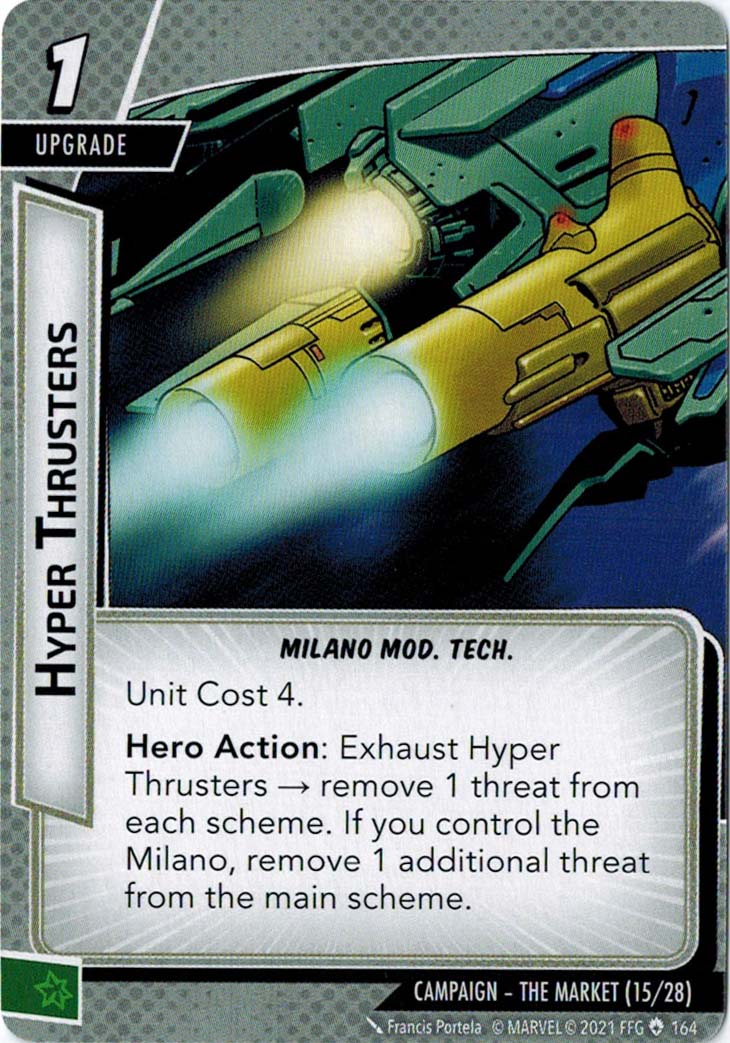 1
UPGRADE
HYPER THRUSTERS
MILANO MOD. TECH.
Unit Cost 4.
Hero Action: Exhaust Hyper
Thrusters → remove 1 threat from
each scheme. If you control the
Milano, remove 1 additional threat
from the main scheme.
CAMPAIGN – THE MARKET (15/28)
Francis Portela © MARVEL © 2021 FFG 164